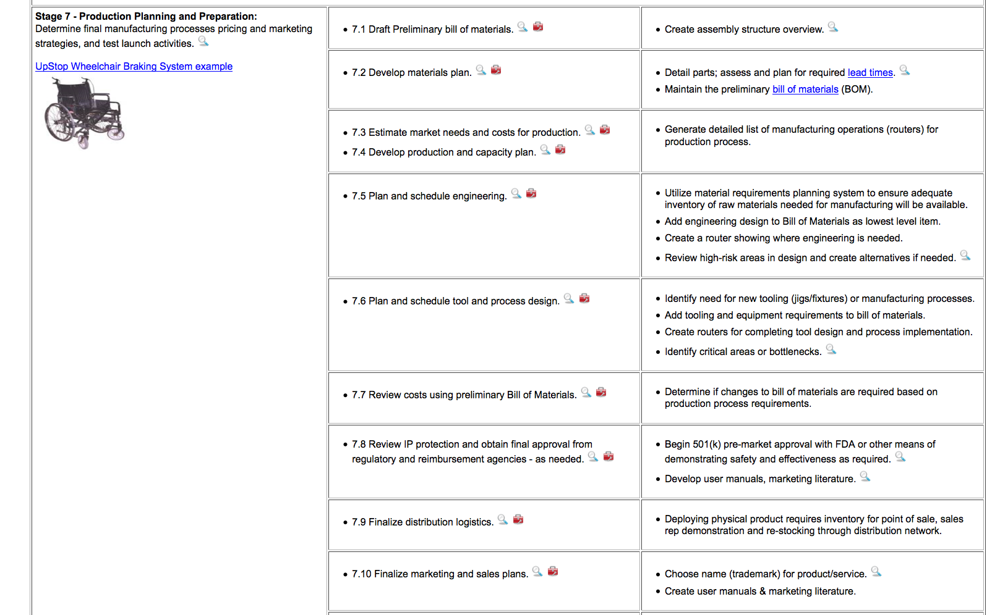 Stage 7 - Production Planning and Preparation:
Determine final manufacturing processes pricing and marketing
strategies, and test launch activities.
UpStop Wheelchair Braking System example
• 7.1 Draft Preliminary bill of materials.
• Create assembly structure overview.
• 7.2 Develop materials plan.
• Detail parts; assess and plan for required lead times.
• Maintain the preliminary bill of materials (BOM).
• 7.3 Estimate market needs and costs for production.
• 7.4 Develop production and capacity plan.
• Generate detailed list of manufacturing operations (routers) for
production process.
• 7.5 Plan and schedule engineering.
• Utilize material requirements planning system to ensure adequate
inventory of raw materials needed for manufacturing will be available.
• Add engineering design to Bill of Materials as lowest level item.
• Create a router showing where engineering is needed.
• Review high-risk areas in design and create alternatives if needed.
• 7.6 Plan and schedule tool and process design.
• Identify need for new tooling (jigs/fixtures) or manufacturing processes.
• Add tooling and equipment requirements to bill of materials.
• Create routers for completing tool design and process implementation.
• Identify critical areas or bottlenecks.
• 7.7 Review costs using preliminary Bill of Materials.
• Determine if changes to bill of materials are required based on
production process requirements.
• 7.8 Review IP protection and obtain final approval from
regulatory and reimbursement agencies - as needed.
• Begin 501(k) pre-market approval with FDA or other means of
demonstrating safety and effectiveness as required.
• Develop user manuals, marketing literature.
• 7.9 Finalize distribution logistics.
• Deploying physical product requires inventory for point of sale, sales
rep demonstration and re-stocking through distribution network.
• 7.10 Finalize marketing and sales plans.
• Choose name (trademark) for product/service.
• Create user manuals & marketing literature.